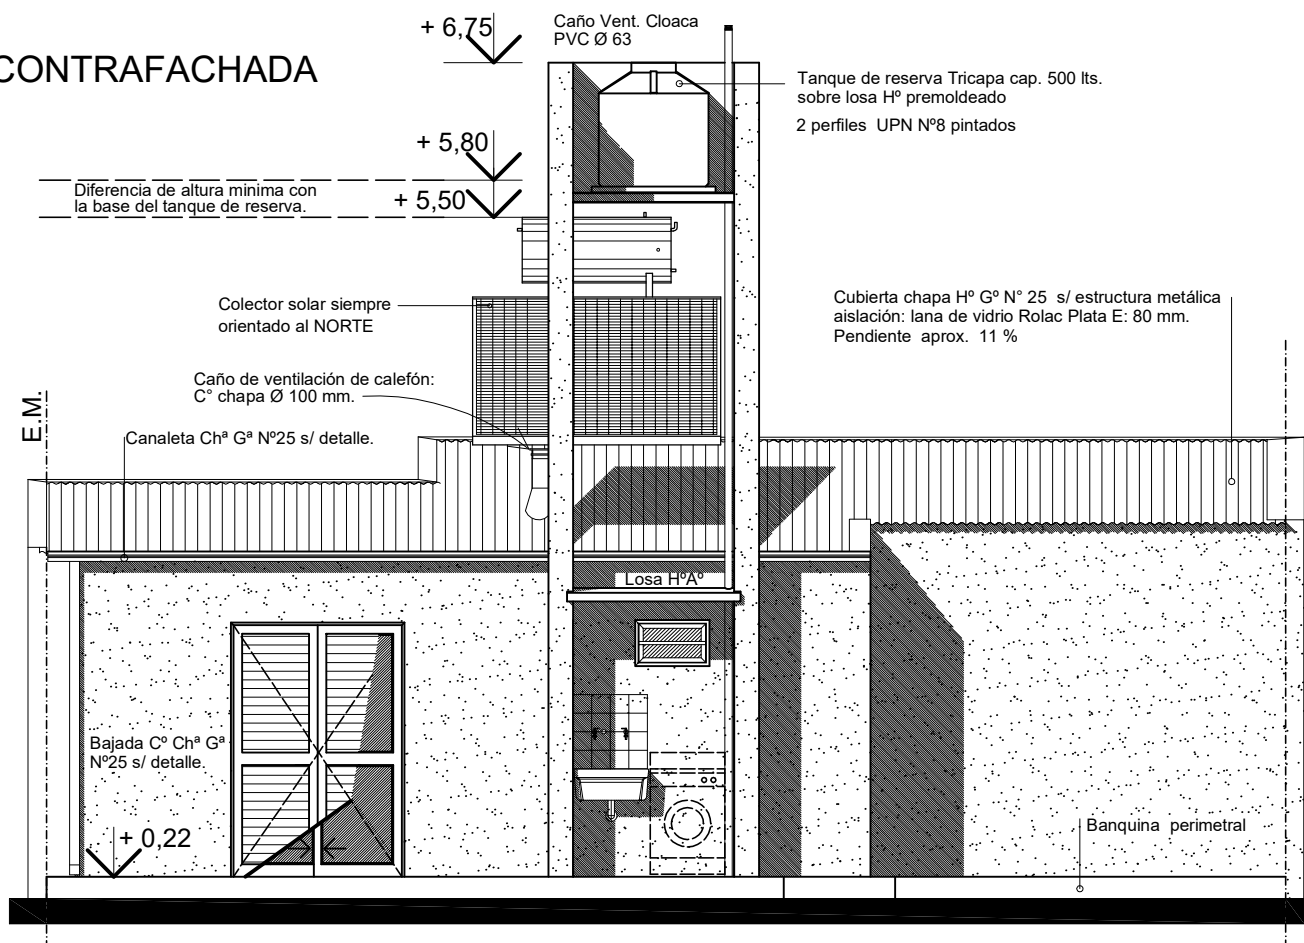 CONTRAFACHADA
+ 6,75
Caño Vent. Cloaca
PVC Ø 63
Tanque de reserva Tricapa cap. 500 lts.
sobre losa Hº premoldeado
2 perfiles UPN Nº8 pintados
+ 5,80
Diferencia de altura minima con
la base del tanque de reserva.
+ 5,50
Colector solar siempre
orientado al NORTE
Cubierta chapa Hº Gº N° 25 s/ estructura metálica
aislación: lana de vidrio Rolac Plata E: 80 mm.
Pendiente aprox. 11 %
Caño de ventilación de calefón:
C° chapa Ø 100 mm.
E.M.
Canaleta Chª Gª Nº25 s/ detalle.
Losa HºAº
Bajada Cº Chª Gª
Nº25 s/ detalle.
+ 0,22
Banquina perimetral